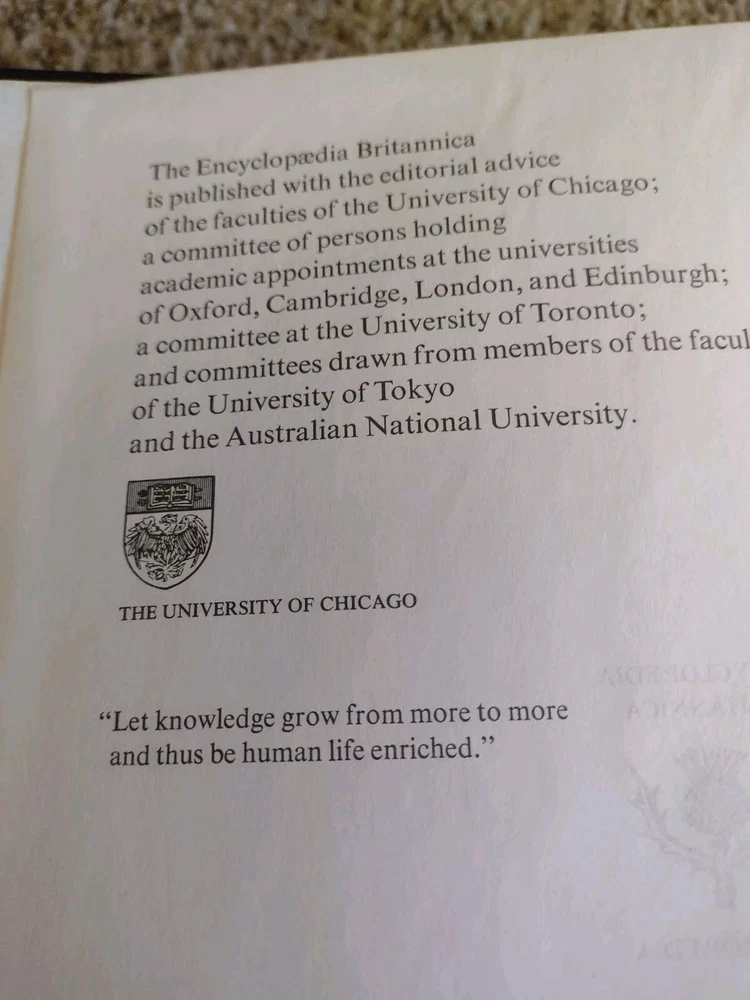 The Encyclopædia Britannica
is published with the editorial advice
of the faculties of the University of Chicago;
a committee of persons holding
academic appointments at the universities
of Oxford, Cambridge, London, and Edinburgh;
a committee at the University of Toronto;
and committees drawn from members of the facul
of the University of Tokyo
and the Australian National University.
THE UNIVERSITY OF CHICAGO
“Let knowledge grow from more to more
and thus be human life enriched.”